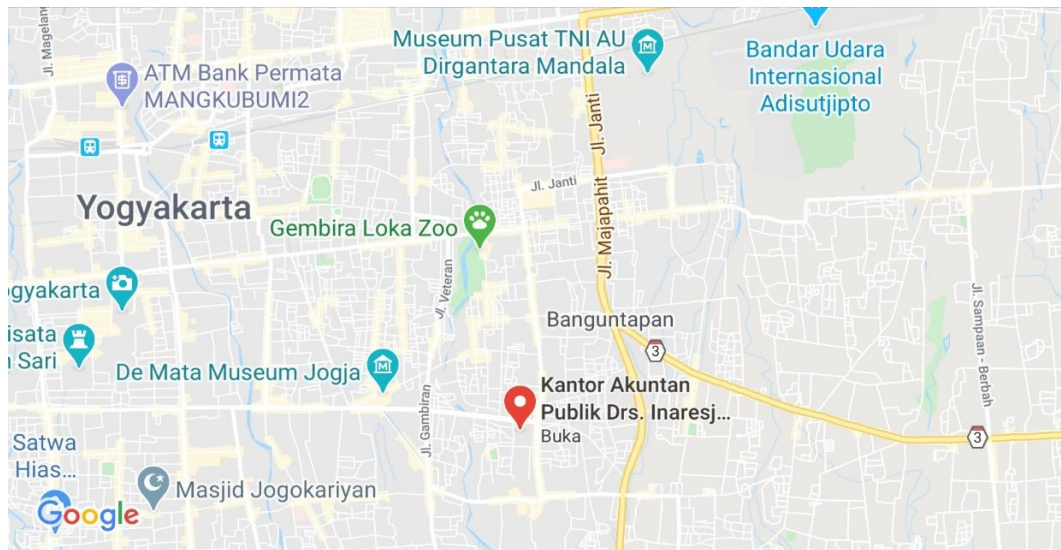 Jl. Magelang
Museum Pusat TNI AU
Dirgantara Mandala
Bandar Udara
Internasional
Adisutjipto
ATM Bank Permata
MANGKUBUMI2
Jl. Janti
Jl. Janti
Yogyakarta
Gembira Loka Zoo
Jl. Majapahit
Jl. Veteran
ogyakarta
Banguntapan
Jl. Sampaan - Berbah
isata
n Sari
3
De Mata Museum Jogja
Kantor Akuntan
Publik Drs. Inaresj...
Buka
Jl. Gambiran
3
Satwa
Hias...
Masjid Jogokariyan
Google